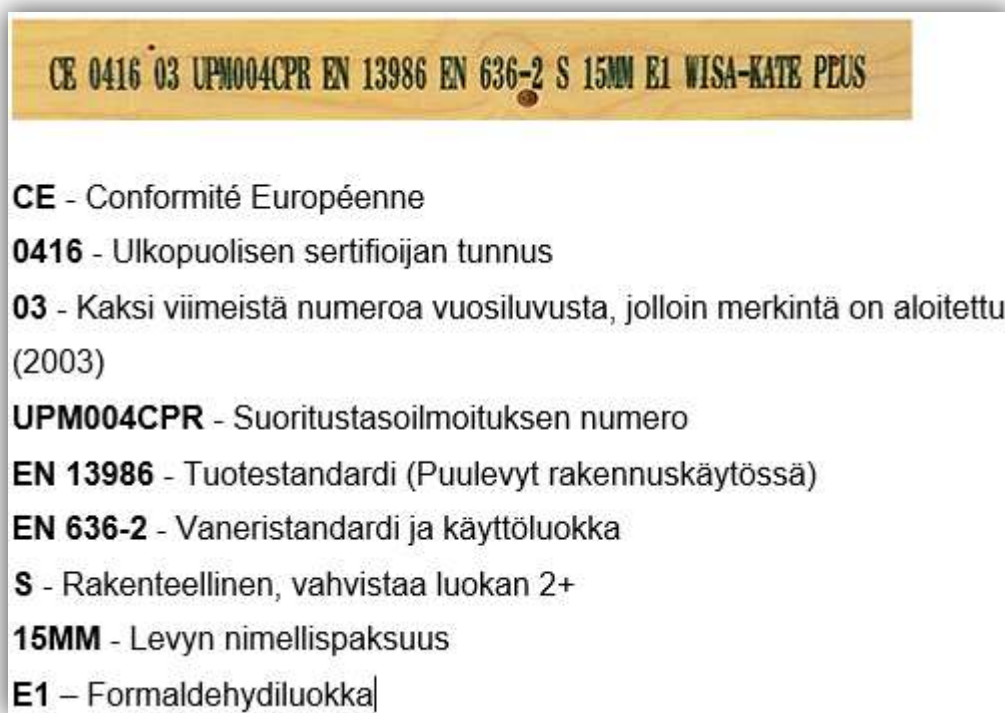 CE 0416 03 UPM004CPR EN 13986 EN 636-2 S 15MM E1 WISA-KATE PLUS
CE - Conformité Européenne
0416 - Ulkopuolisen sertifioijan tunnus
03 - Kaksi viimeistä numeroa vuosiluvusta, jolloin merkintä on aloitettu
(2003)
UPM004CPR - Suoritustasoilmoituksen numero
EN 13986 - Tuotestandardi (Puulevyt rakennuskäytössä)
EN 636-2 - Vaneristandardi ja käyttöluokka
S - Rakenteellinen, vahvistaa luokan 2+
15MM - Levyn nimellispaksuus
E1 – Formaldehydiluokka